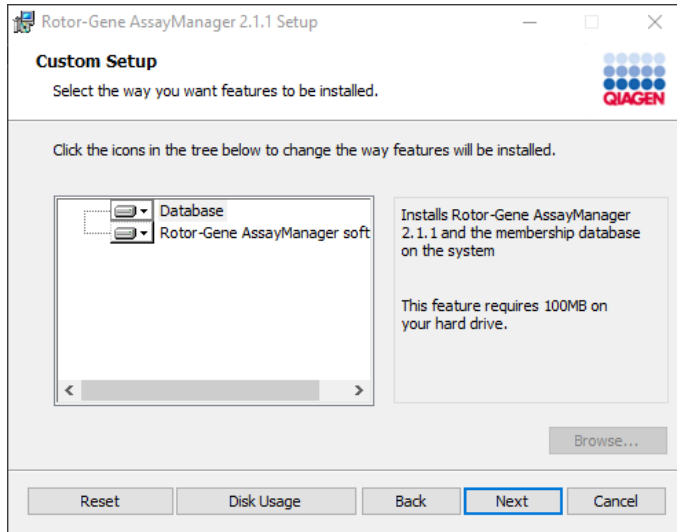 Rotor-Gene AssayManager 2.1.1 Setup
Custom Setup
Select the way you want features to be installed.
QIAGEN
Click the icons in the tree below to change the way features will be installed.
Database
Rotor-Gene AssayManager soft
Installs Rotor-Gene AssayManager
2.1.1 and the membership database
on the system
This feature requires 100MB on
your hard drive.
Browse...
Reset
Disk Usage
Back
Next
Cancel